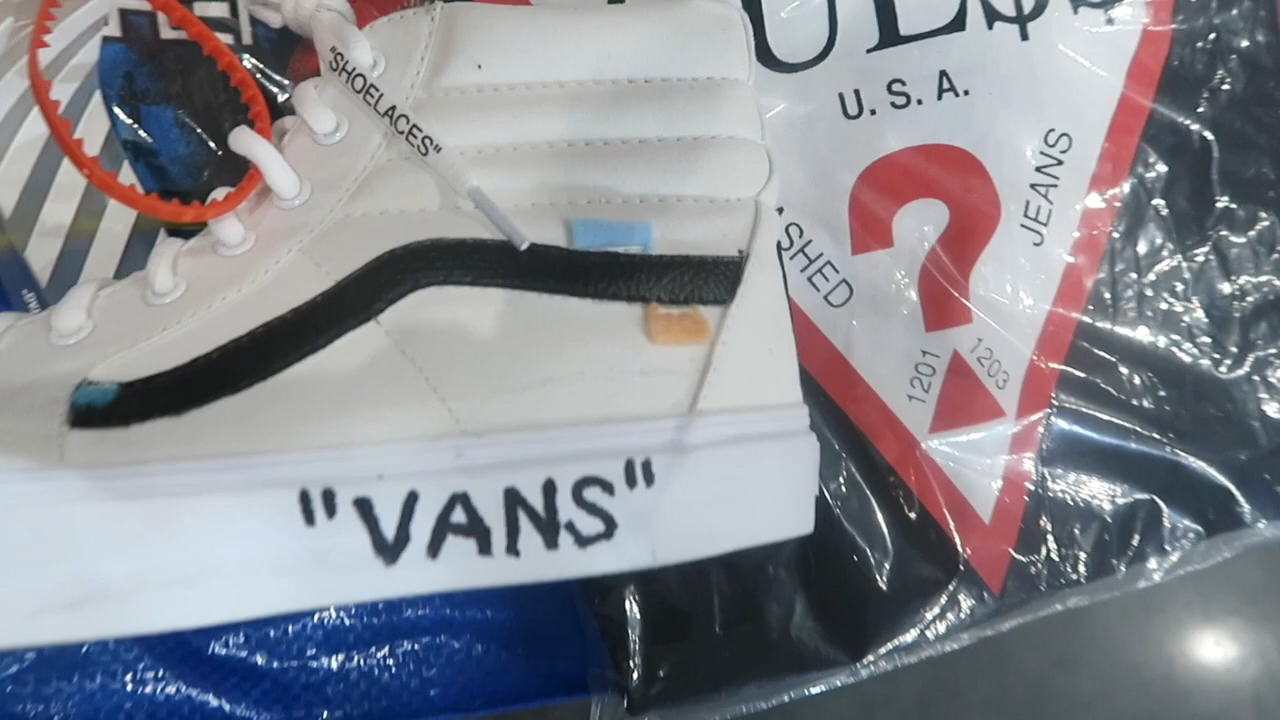 "SHOELACES"
U. S. A.
JEANS
SHED
1201
1203
"VANS"